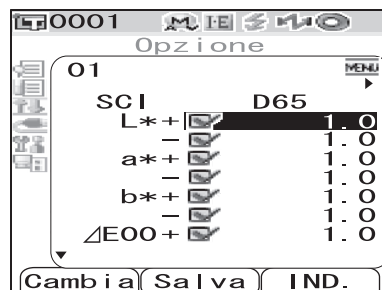 0001 M I·E
Opzione
01 MENU
SCI D65
L*+ 1.0
- 1.0
a*+ 1.0
- 1.0
b*+ 1.0
- 1.0
⊿E00+ 1.0
Cambia Salva IND.